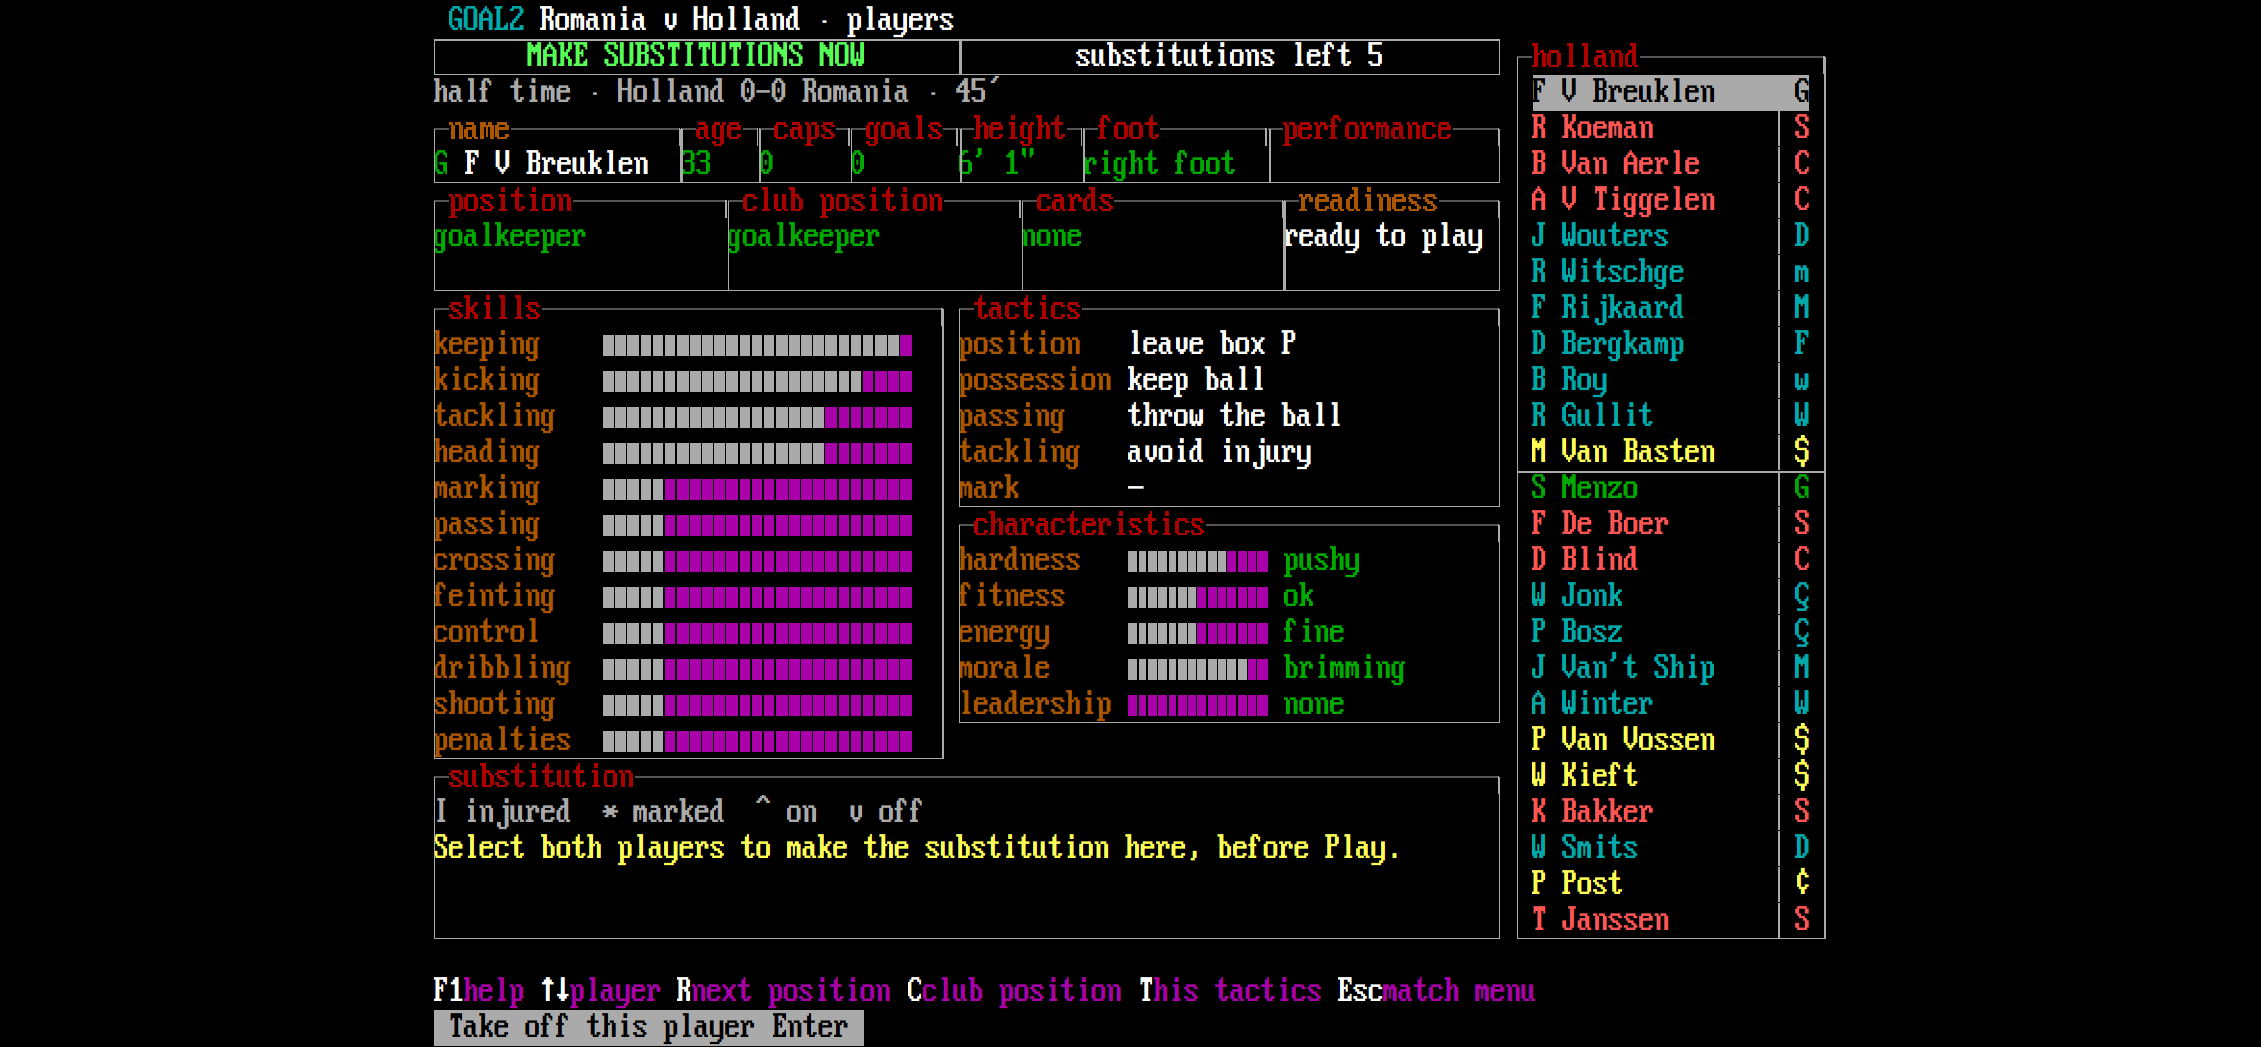 GOAL2 Romania v Holland · players
MAKE SUBSTITUTIONS NOW substitutions left 5
half time · Holland 0-0 Romania · 45′
name age caps goals height foot performance
G F V Breuklen 33 0 0 6' 1" right foot
position club position cards readiness
goalkeeper goalkeeper none ready to play
skills
keeping
kicking
tackling
heading
marking
passing
crossing
feinting
control
dribbling
shooting
penalties
tactics
position leave box P
possession keep ball
passing throw the ball
tackling avoid injury
mark –
characteristics
hardness pushy
fitness ok
energy fine
morale brimming
leadership none
substitution
I injured * marked ^ on v off
Select both players to make the substitution here, before Play.
holland
F V Breuklen G
R Koeman S
B Van Aerle C
A V Tiggelen C
J Wouters D
R Witschge m
F Rijkaard M
D Bergkamp F
B Roy w
R Gullit W
M Van Basten $
S Menzo G
F De Boer S
D Blind C
W Jonk Ç
P Bosz Ç
J Van't Ship M
A Winter W
P Van Vossen $
W Kieft $
K Bakker S
W Smits D
P Post ¢
T Janssen S
F1help ↑↓player Rnext position Cclub position This tactics Escmatch menu
Take off this player Enter